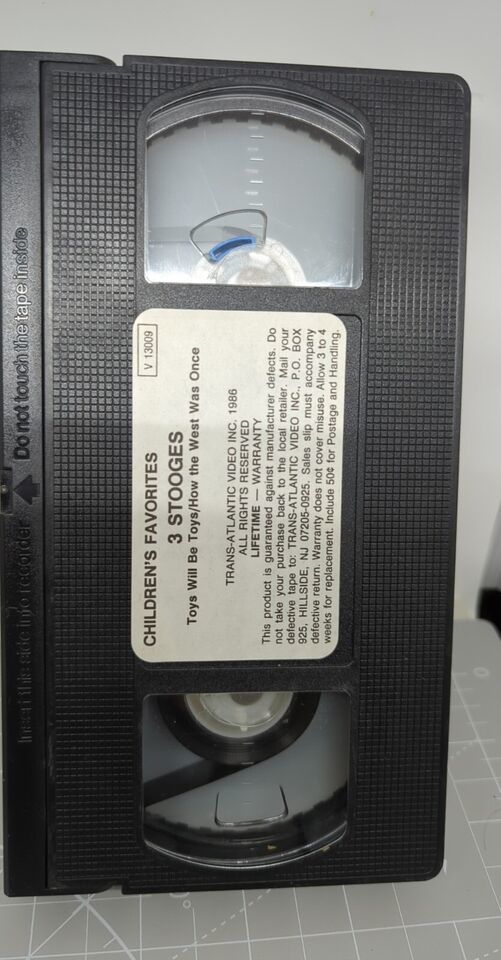 Insert this side into recorder Do not touch the tape inside
CHILDREN'S FAVORITES
V 13009
3 STOOGES
Toys Will Be Toys/How the West Was Once
TRANS-ATLANTIC VIDEO INC. 1986
ALL RIGHTS RESERVED
LIFETIME — WARRANTY
This product is guaranteed against manufacturer defects. Do
not take your purchase back to the local retailer. Mail your
defective tape to: TRANS-ATLANTIC VIDEO INC., P.O. BOX
925, HILLSIDE, NJ 07205-0925. Sales slip must accompany
defective return. Warranty does not cover misuse. Allow 3 to 4
weeks for replacement. Include 50¢ for Postage and Handling.